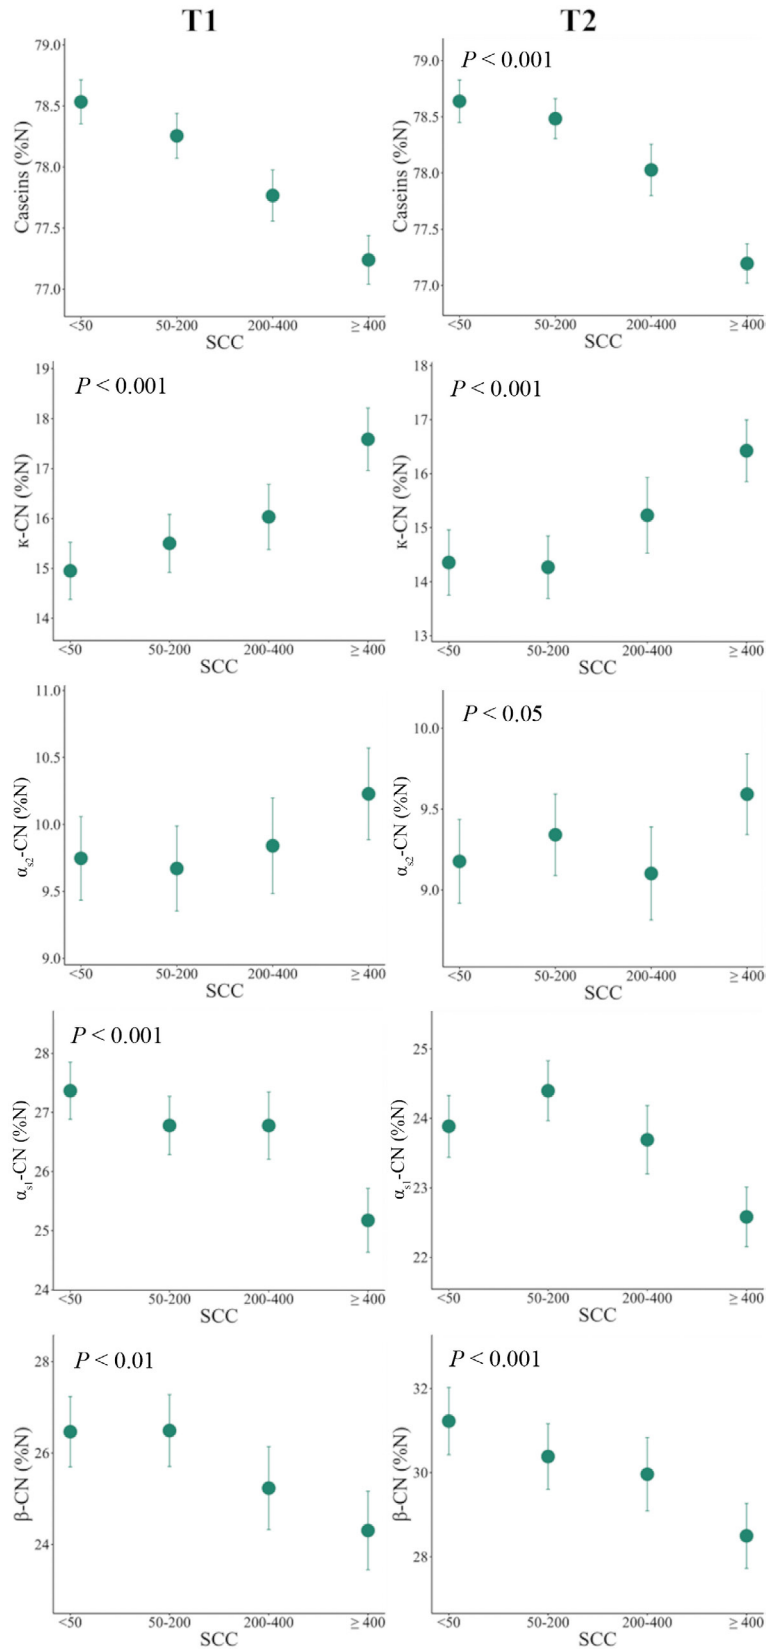 T1
T2
79.0
78.5
78.0
77.5
77.0
Caseins (%N)
<50
50-200
200-400
≥ 400
SCC
P < 0.001
79.0
78.5
78.0
77.5
77.0
Caseins (%N)
<50
50-200
200-400
≥ 400
SCC
P < 0.001
19
18
17
16
15
14
κ-CN (%N)
<50
50-200
200-400
≥ 400
SCC
P < 0.001
18
17
16
15
14
13
κ-CN (%N)
<50
50-200
200-400
≥ 400
SCC
11.0
10.5
10.0
9.5
9.0
αs2-CN (%N)
<50
50-200
200-400
≥ 400
SCC
P < 0.05
10.0
9.5
9.0
αs2-CN (%N)
<50
50-200
200-400
≥ 400
SCC
P < 0.001
28
27
26
25
24
αs1-CN (%N)
<50
50-200
200-400
≥ 400
SCC
25
24
23
22
αs1-CN (%N)
<50
50-200
200-400
≥ 400
SCC
P < 0.01
28
26
24
β-CN (%N)
<50
50-200
200-400
≥ 400
SCC
P < 0.001
32
30
28
β-CN (%N)
<50
50-200
200-400
≥ 400
SCC